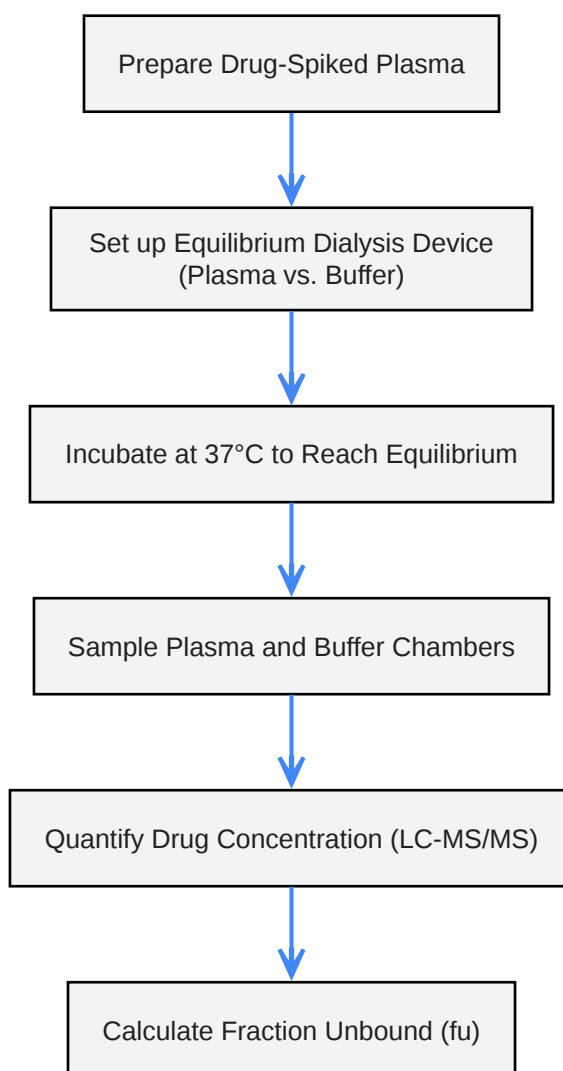 Prepare Drug-Spiked Plasma
Set up Equilibrium Dialysis Device
(Plasma vs. Buffer)
Incubate at 37°C to Reach Equilibrium
Sample Plasma and Buffer Chambers
Quantify Drug Concentration (LC-MS/MS)
Calculate Fraction Unbound (fu)